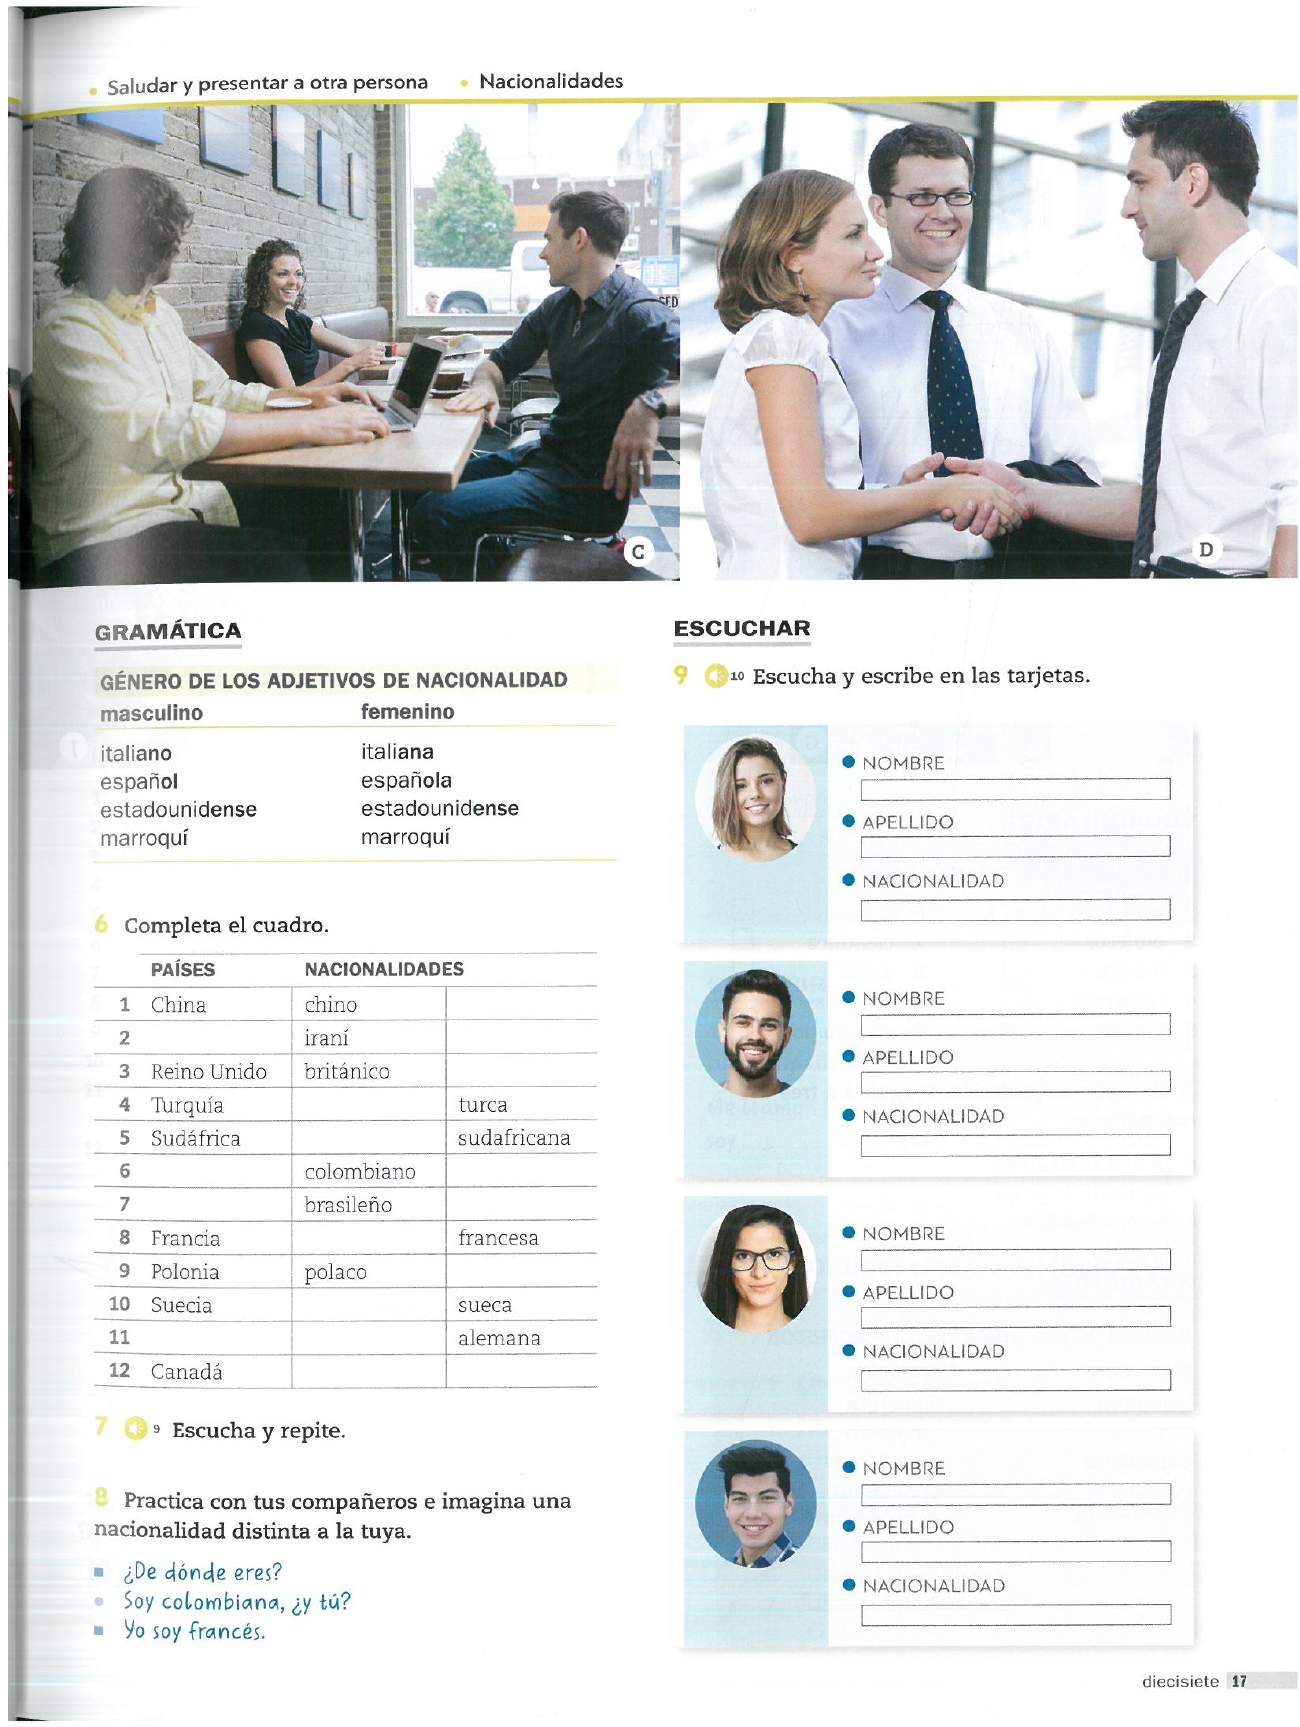 Saludar y presentar a otra persona
Nacionalidades
C
D
GRAMÁTICA
GÉNERO DE LOS ADJETIVOS DE NACIONALIDAD
masculino femenino
italiano italiana
español española
estadounidense estadounidense
marroquí marroquí
6 Completa el cuadro.
PAÍSES NACIONALIDADES
1 China chino
2 iraní
3 Reino Unido británico
4 Turquía turca
5 Sudáfrica sudafricana
6 colombiano
7 brasileño
8 Francia francesa
9 Polonia polaco
10 Suecia sueca
11 alemana
12 Canadá
7 9 Escucha y repite.
8 Practica con tus compañeros e imagina una
nacionalidad distinta a la tuya.
¿De dónde eres?
Soy colombiana, ¿y tú?
Yo soy francés.
ESCUCHAR
9 10 Escucha y escribe en las tarjetas.
NOMBRE
APELLIDO
NACIONALIDAD
NOMBRE
APELLIDO
NACIONALIDAD
NOMBRE
APELLIDO
NACIONALIDAD
NOMBRE
APELLIDO
NACIONALIDAD
diecisiete 17